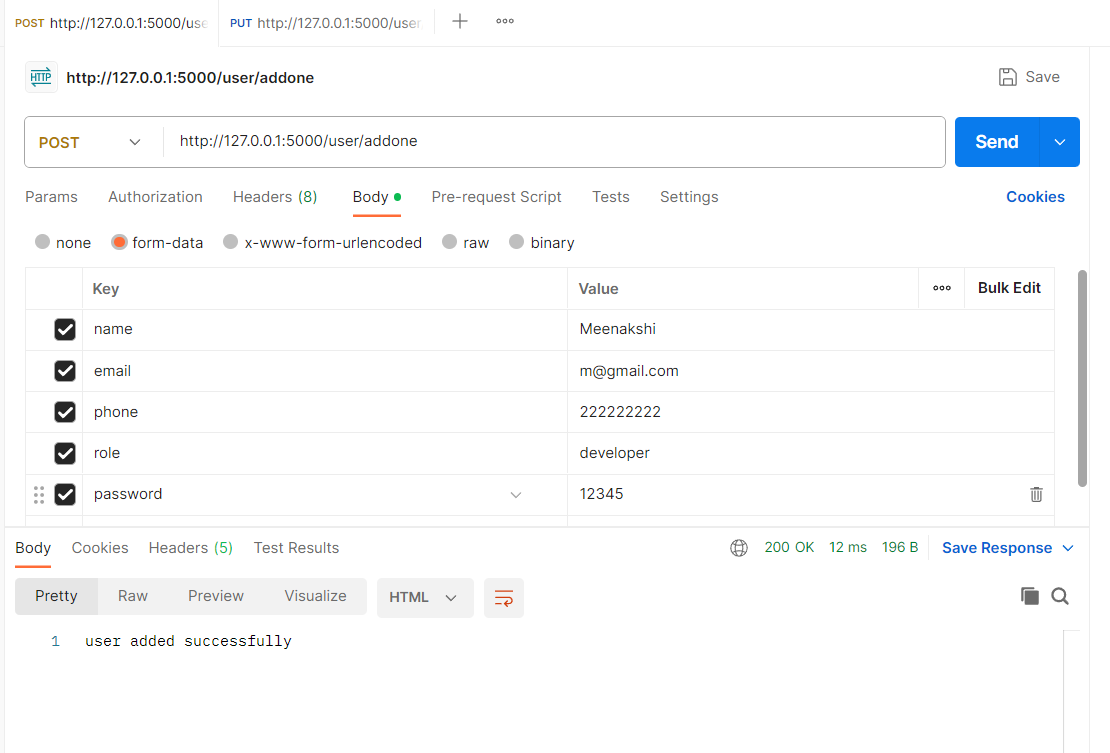 POST http://127.0.0.1:5000/use PUT http://127.0.0.1:5000/user
HTTP http://127.0.0.1:5000/user/addone Save
POST http://127.0.0.1:5000/user/addone Send
Params Authorization Headers (8) Body Pre-request Script Tests Settings Cookies
none form-data x-www-form-urlencoded raw binary
Key Value Bulk Edit
name Meenakshi
email m@gmail.com
phone 222222222
role developer
password 12345
Body Cookies Headers (5) Test Results 200 OK 12 ms 196 B Save Response
Pretty Raw Preview Visualize HTML
1 user added successfully